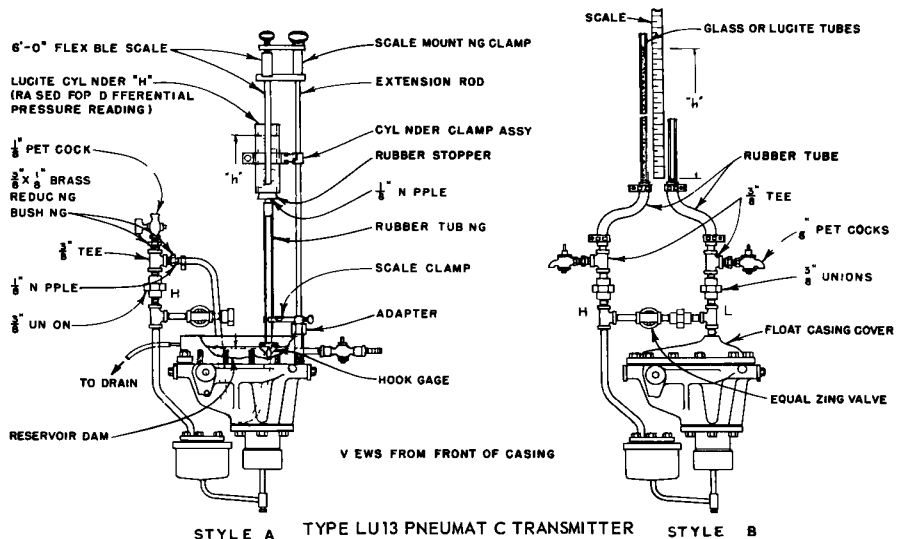 6'-0" FLEX BLE SCALE
LUCITE CYL NDER "H"
(RA SED FOP D FFERENTIAL
PRESSURE READING)
1/8" PET COCK
3/8" X 1/8" BRASS
REDUC NG
BUSH NG
3/8" TEE
1/8" N PPLE
3/8" UN ON
H
TO DRAIN
RESERVOIR DAM
"h"
SCALE MOUNT NG CLAMP
EXTENSION ROD
CYL NDER CLAMP ASSY
RUBBER STOPPER
1/8" N PPLE
RUBBER TUB NG
SCALE CLAMP
ADAPTER
HOOK GAGE
V EWS FROM FRONT OF CASING
STYLE A
TYPE LU13 PNEUMAT C TRANSMITTER
STYLE B
SCALE
GLASS OR LUCITE TUBES
"h"
RUBBER TUBE
3/8" TEE
PET COCKS
3/8" UNIONS
H
L
FLOAT CASING COVER
EQUAL ZING VALVE